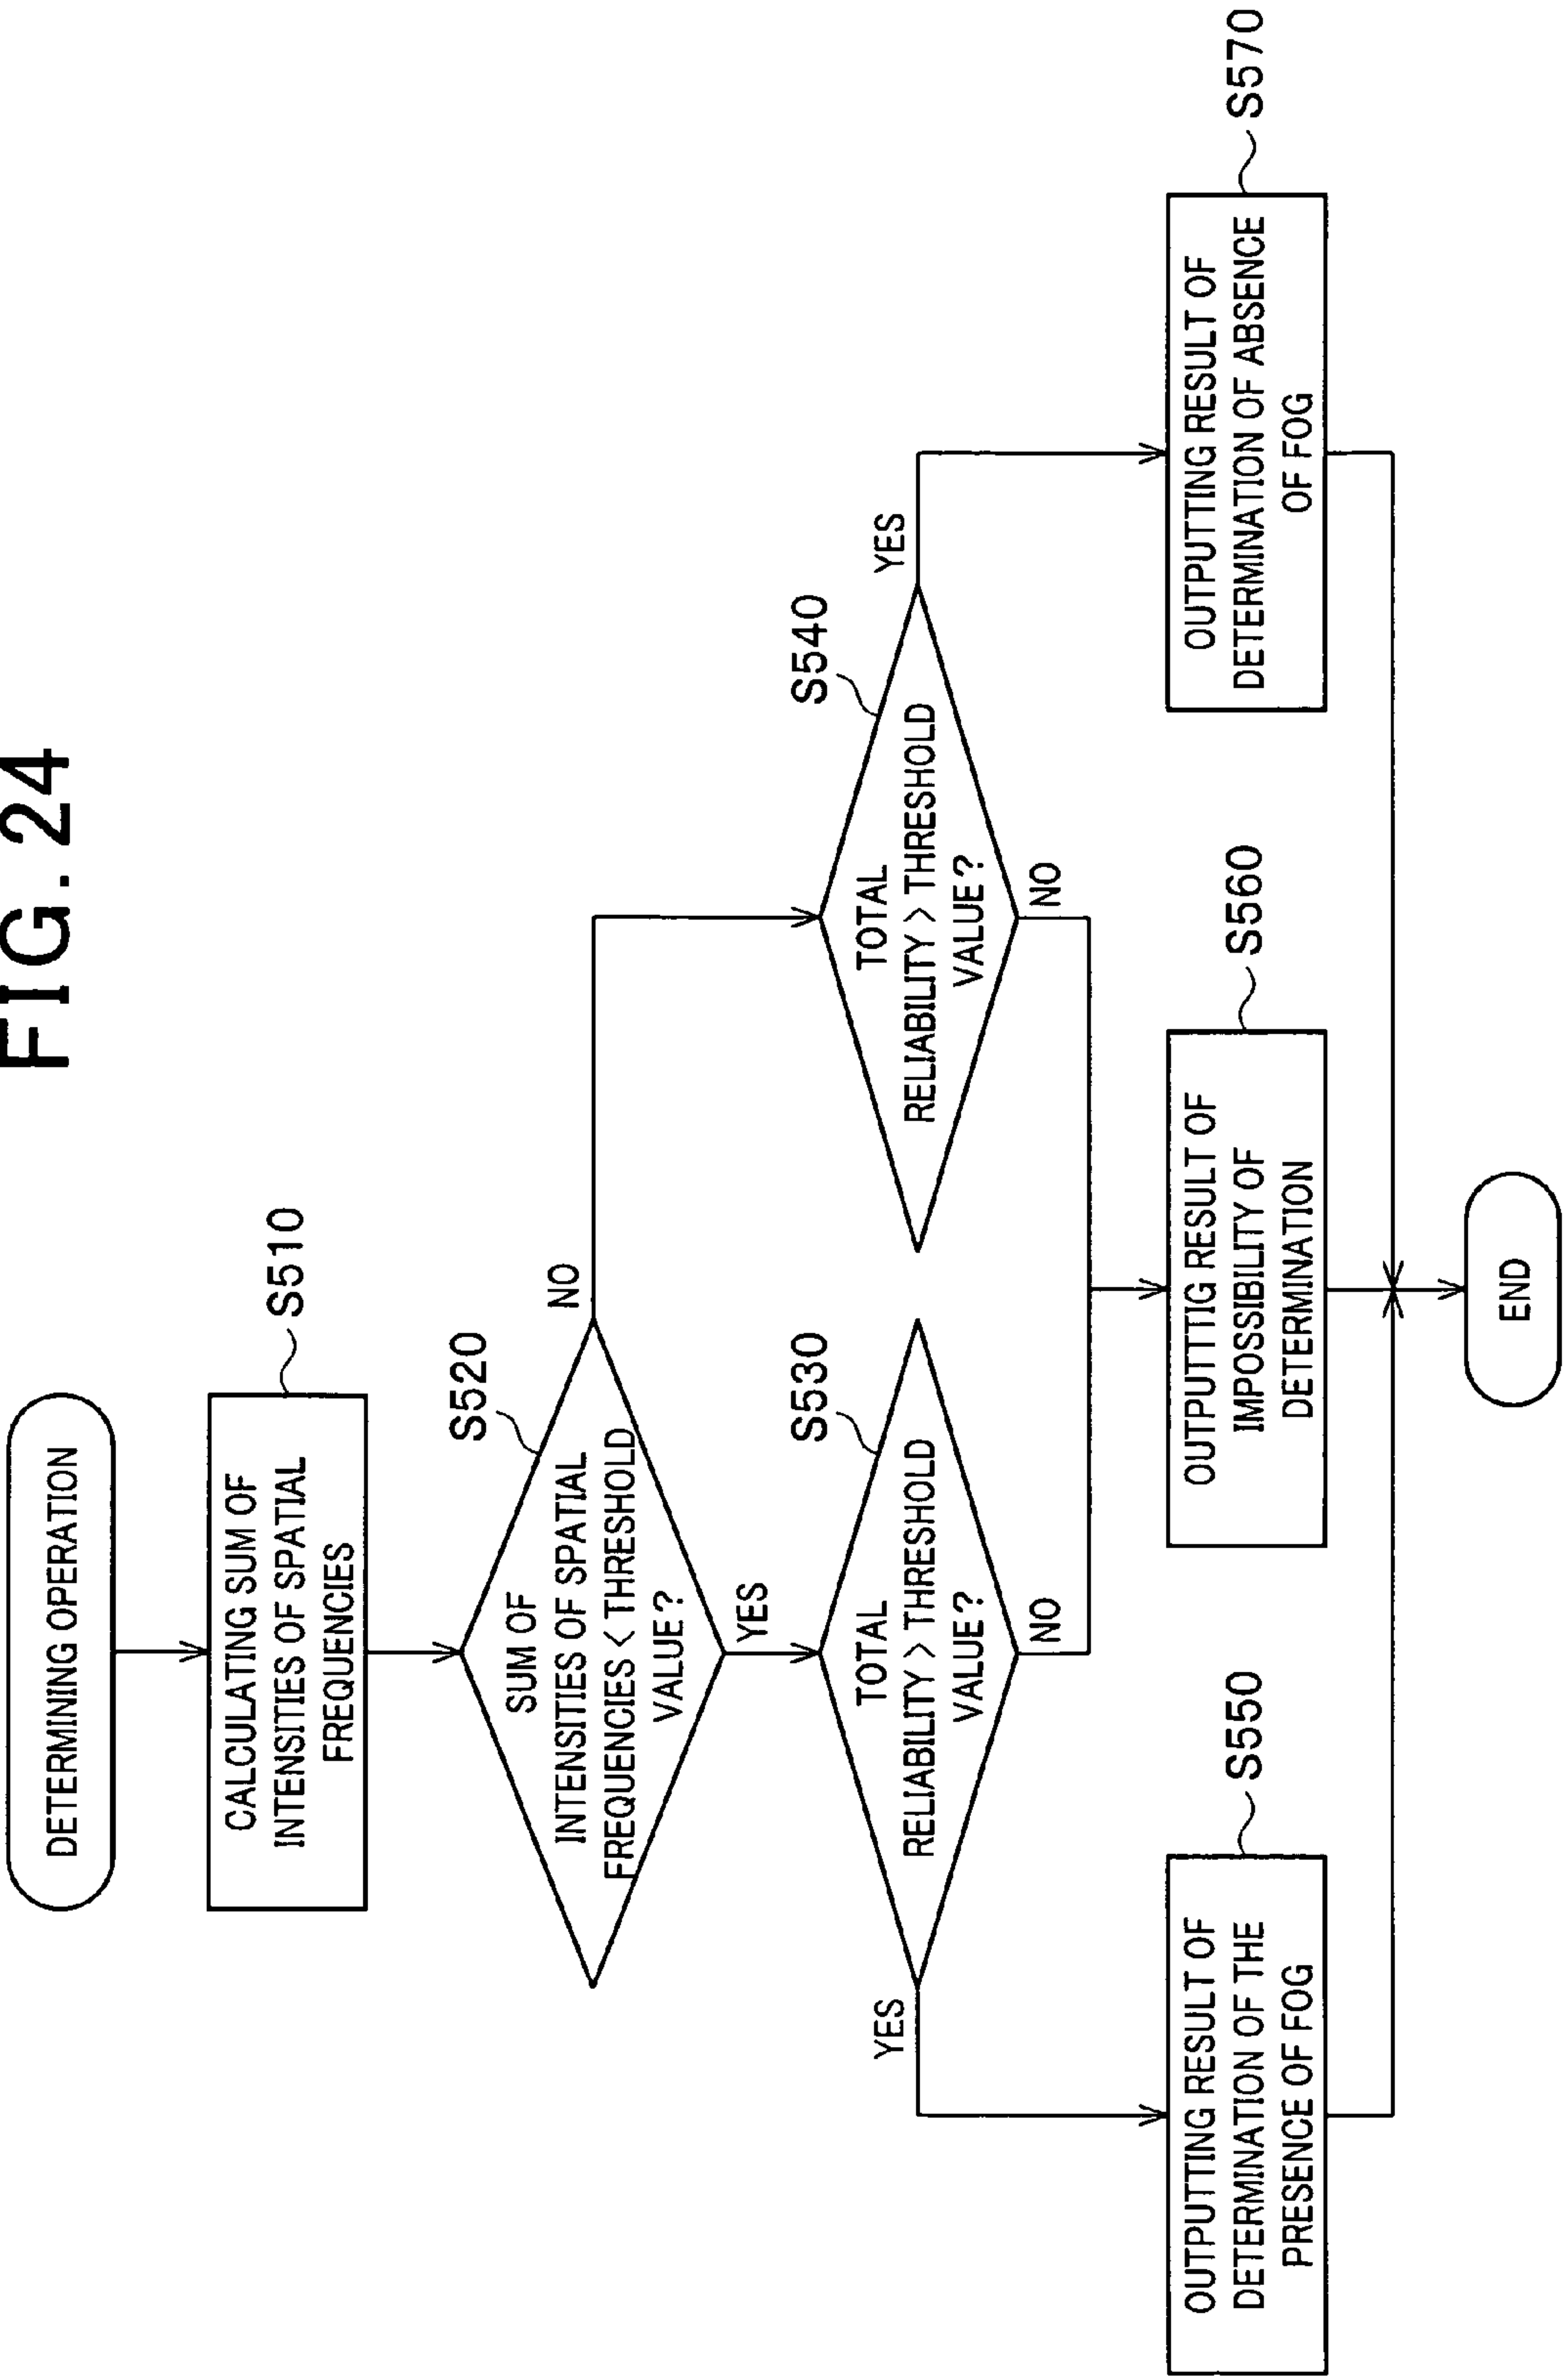 FIG. 24
DETERMINING OPERATION
CALCULATING SUM OF
INTENSITIES OF SPATIAL
FREQUENCIES
S510
SUM OF
INTENSITIES OF SPATIAL
FREQUENCIES < THRESHOLD
VALUE?
S520
NO
YES
TOTAL
RELIABILITY > THRESHOLD
VALUE?
S530
YES
NO
TOTAL
RELIABILITY > THRESHOLD
VALUE?
S540
YES
NO
OUTPUTTING RESULT OF
DETERMINATION OF THE
PRESENCE OF FOG
S550
OUTPUTTIG RESULT OF
IMPOSSIBILITY OF
DETERMINATION
S560
OUTPUTTING RESULT OF
DETERMINATION OF ABSENCE
OF FOG
S570
END